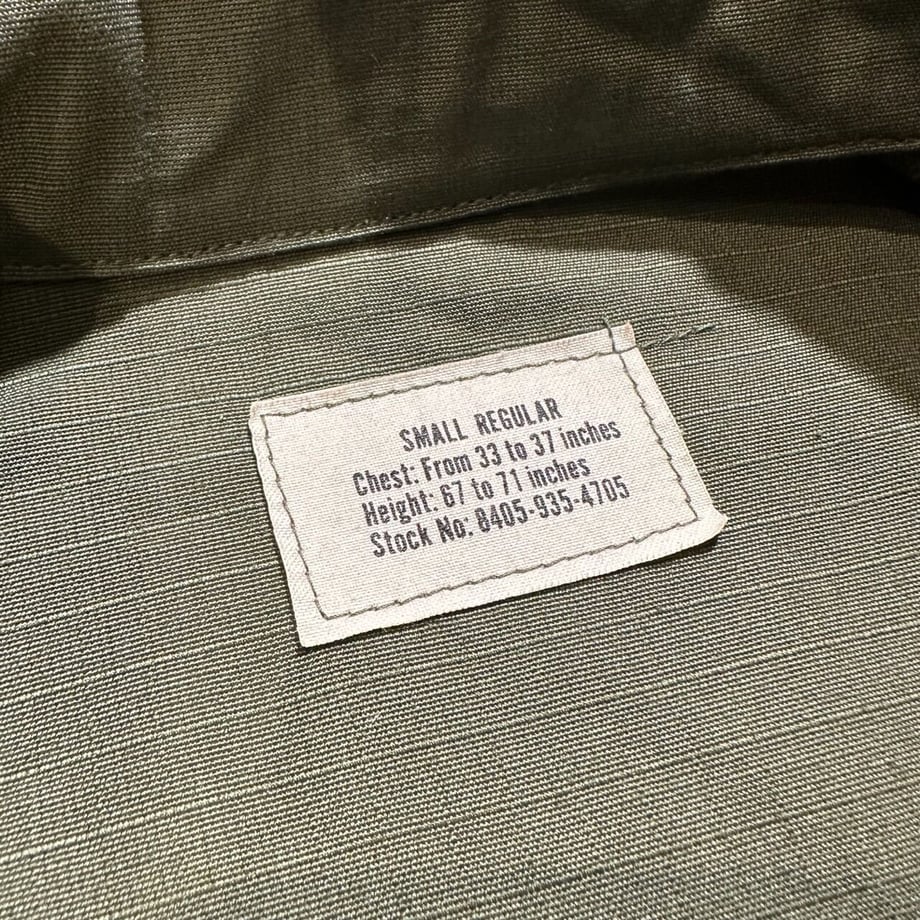 SMALL REGULAR
Chest: From 33 to 37 inches
Height: 67 to 71 inches
Stock No: 8405-935-4705